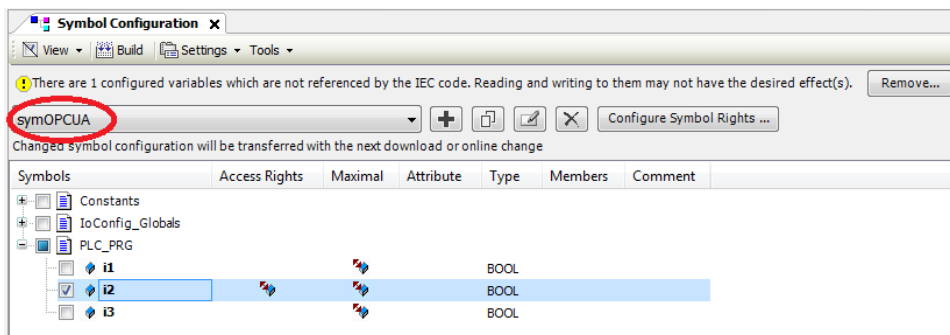 Symbol Configuration X
View Build Settings Tools
There are 1 configured variables which are not referenced by the IEC code. Reading and writing to them may not have the desired effect(s). Remove...
symOPCUA Configure Symbol Rights ...
Changed symbol configuration will be transferred with the next download or online change
Symbols Access Rights Maximal Attribute Type Members Comment
Constants
IoConfig_Globals
PLC_PRG
i1 BOOL
i2 BOOL
i3 BOOL